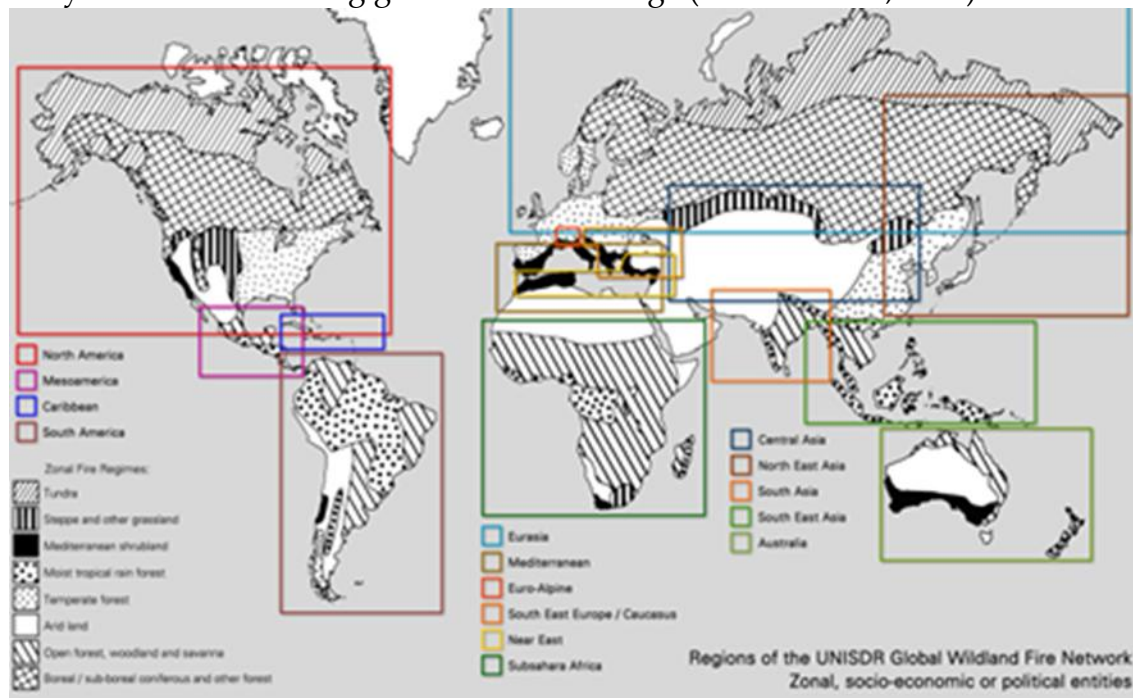 North America
Mesoamerica
Caribbean
South America
Zonal Fire Regimes:
Tundra
Steppe and other grassland
Mediterranean shrubland
Moist tropical rain forest
Temperate forest
Arid land
Open forest, woodland and savanna
Boreal / sub-boreal coniferous and other forest
Eurasia
Mediterranean
Euro-Alpine
South East Europe / Caucasus
Near East
Subsahara Africa
Central Asia
North East Asia
South Asia
South East Asia
Australia
Regions of the UNISDR Global Wildland Fire Network
Zonal, socio-economic or political entities